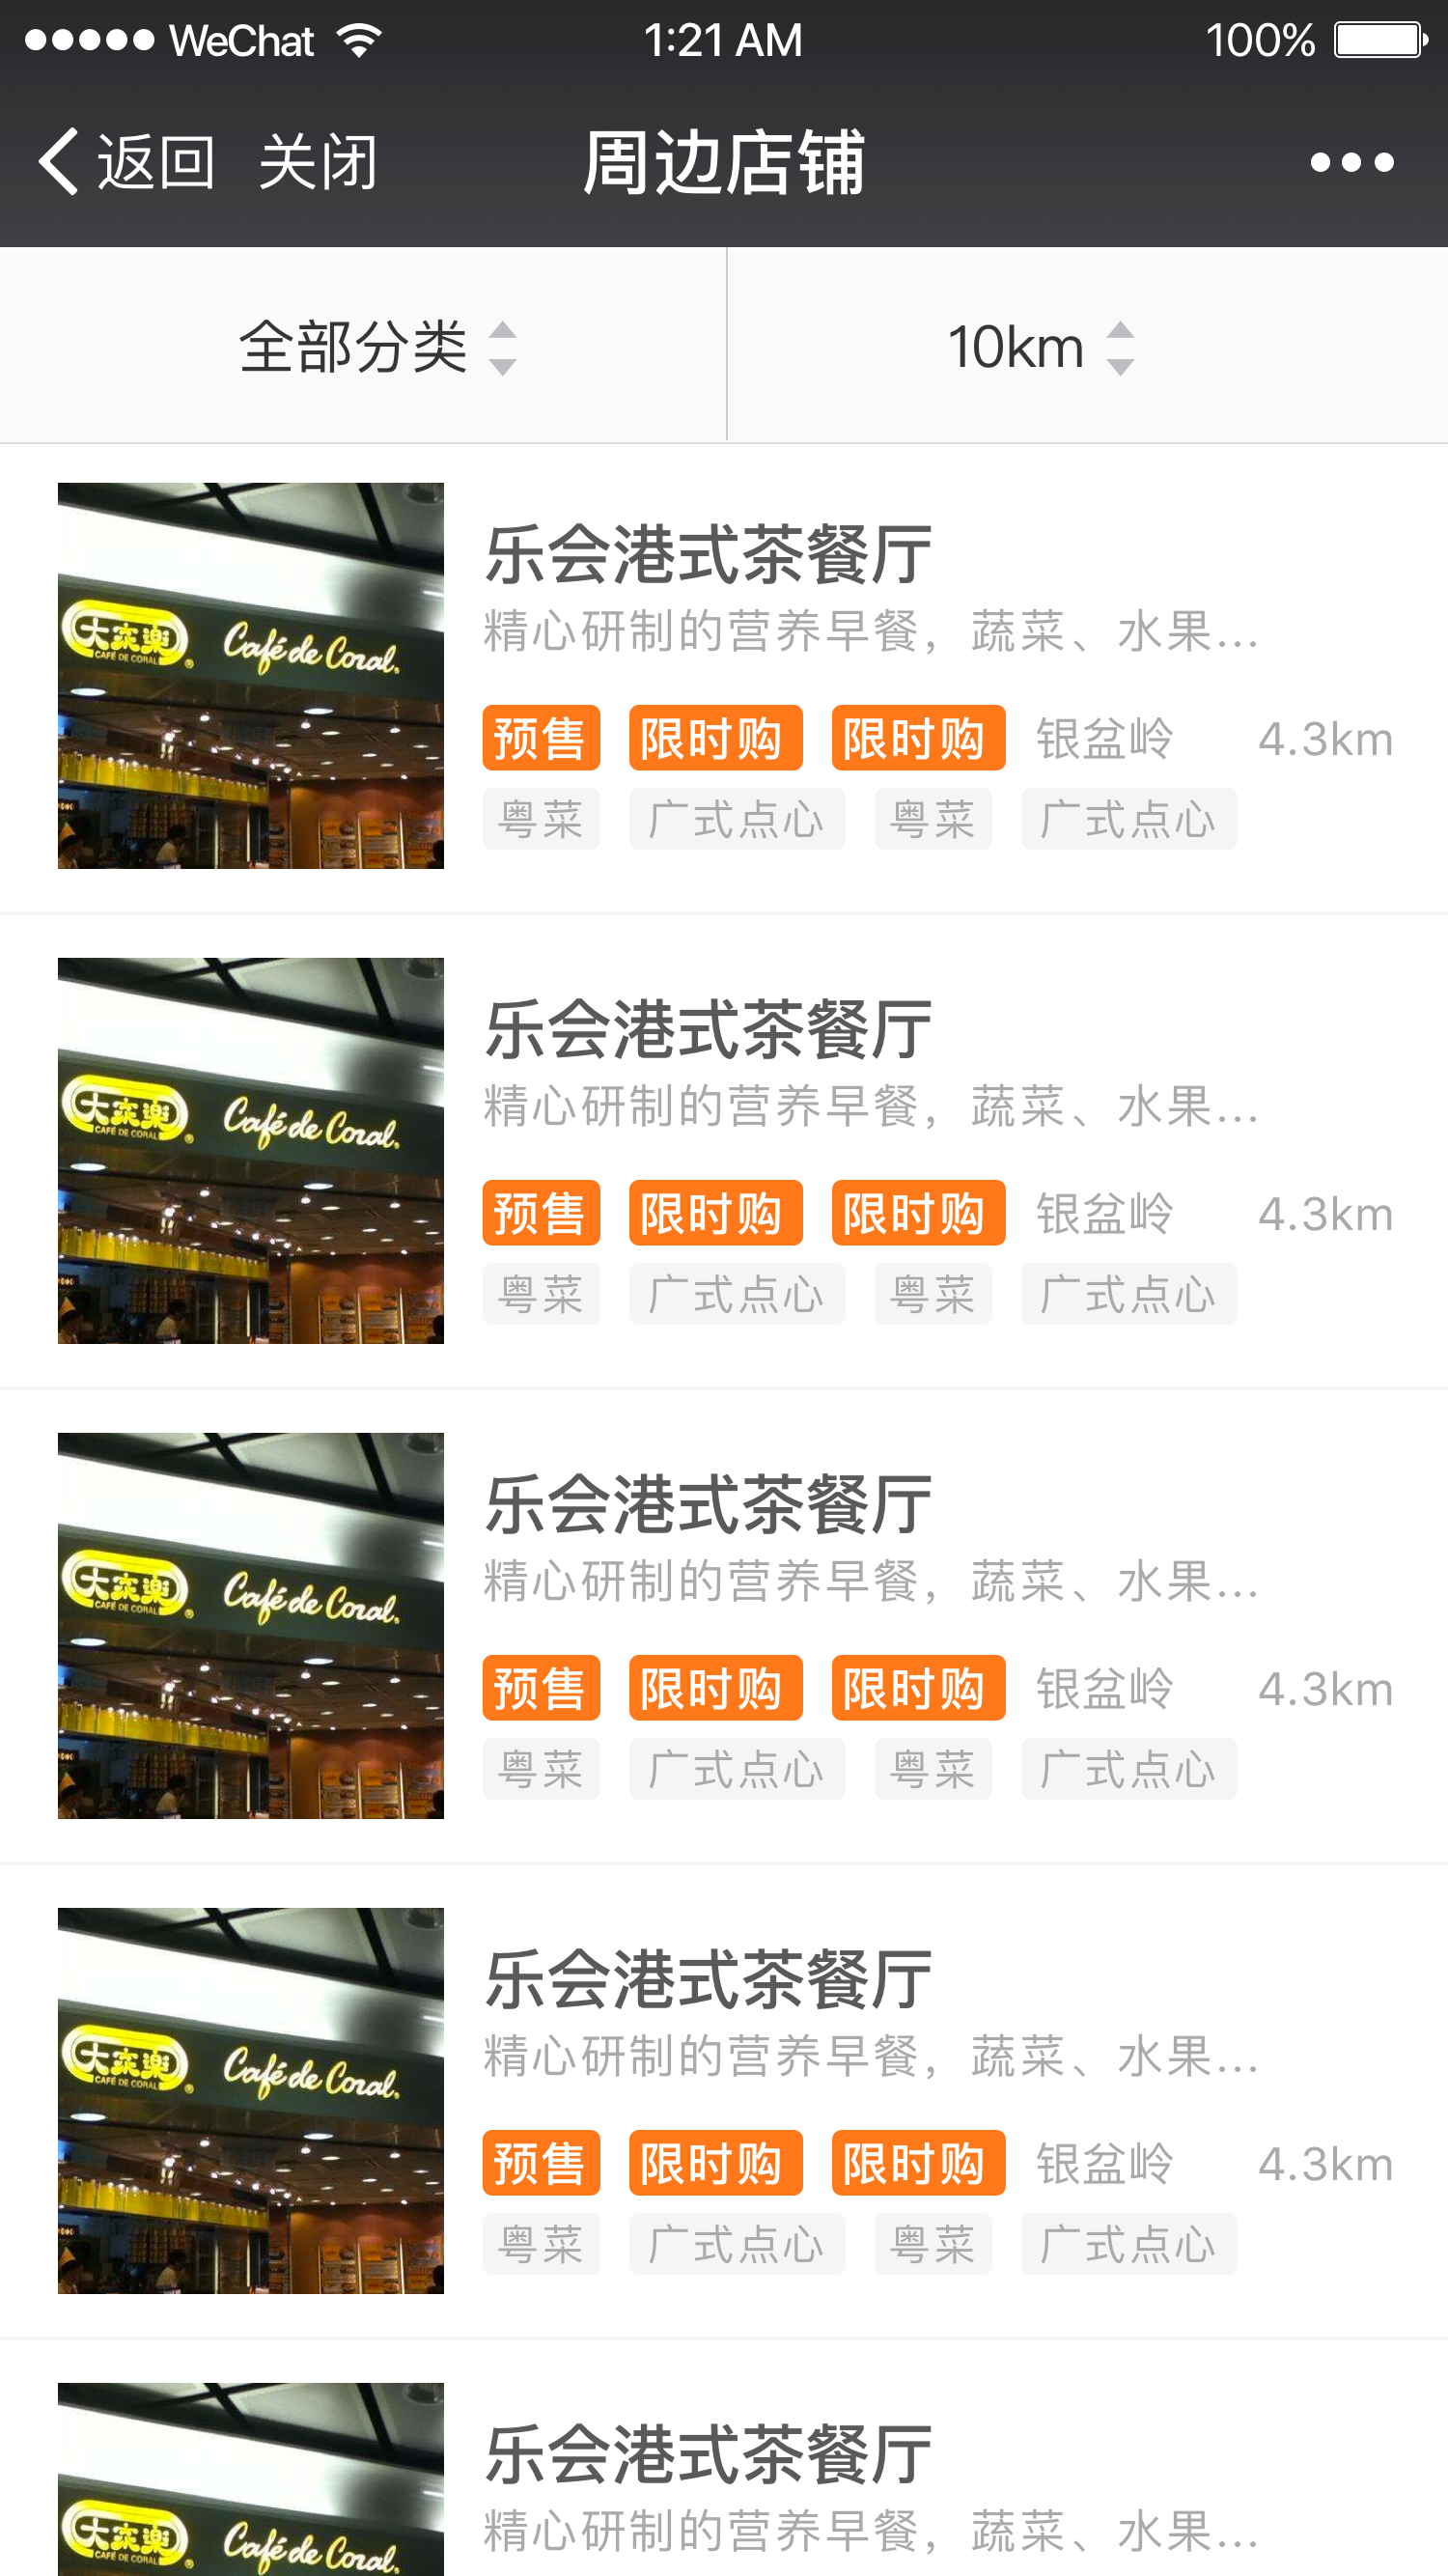 WeChat 1:21 AM 100%
返回 关闭 周边店铺
全部分类 10km
乐会港式茶餐厅
精心研制的营养早餐，蔬菜、水果...
大家樂 CAFÉ DE CORAL ® Café de Coral.
预售 限时购 限时购 银盆岭 4.3km
粤菜 广式点心 粤菜 广式点心
乐会港式茶餐厅
精心研制的营养早餐，蔬菜、水果...
大家樂 CAFÉ DE CORAL ® Café de Coral.
预售 限时购 限时购 银盆岭 4.3km
粤菜 广式点心 粤菜 广式点心
乐会港式茶餐厅
精心研制的营养早餐，蔬菜、水果...
大家樂 CAFÉ DE CORAL ® Café de Coral.
预售 限时购 限时购 银盆岭 4.3km
粤菜 广式点心 粤菜 广式点心
乐会港式茶餐厅
精心研制的营养早餐，蔬菜、水果...
大家樂 CAFÉ DE CORAL ® Café de Coral.
预售 限时购 限时购 银盆岭 4.3km
粤菜 广式点心 粤菜 广式点心
乐会港式茶餐厅
精心研制的营养早餐，蔬菜、水果...
大家樂 CAFÉ DE CORAL ® Café de Coral.